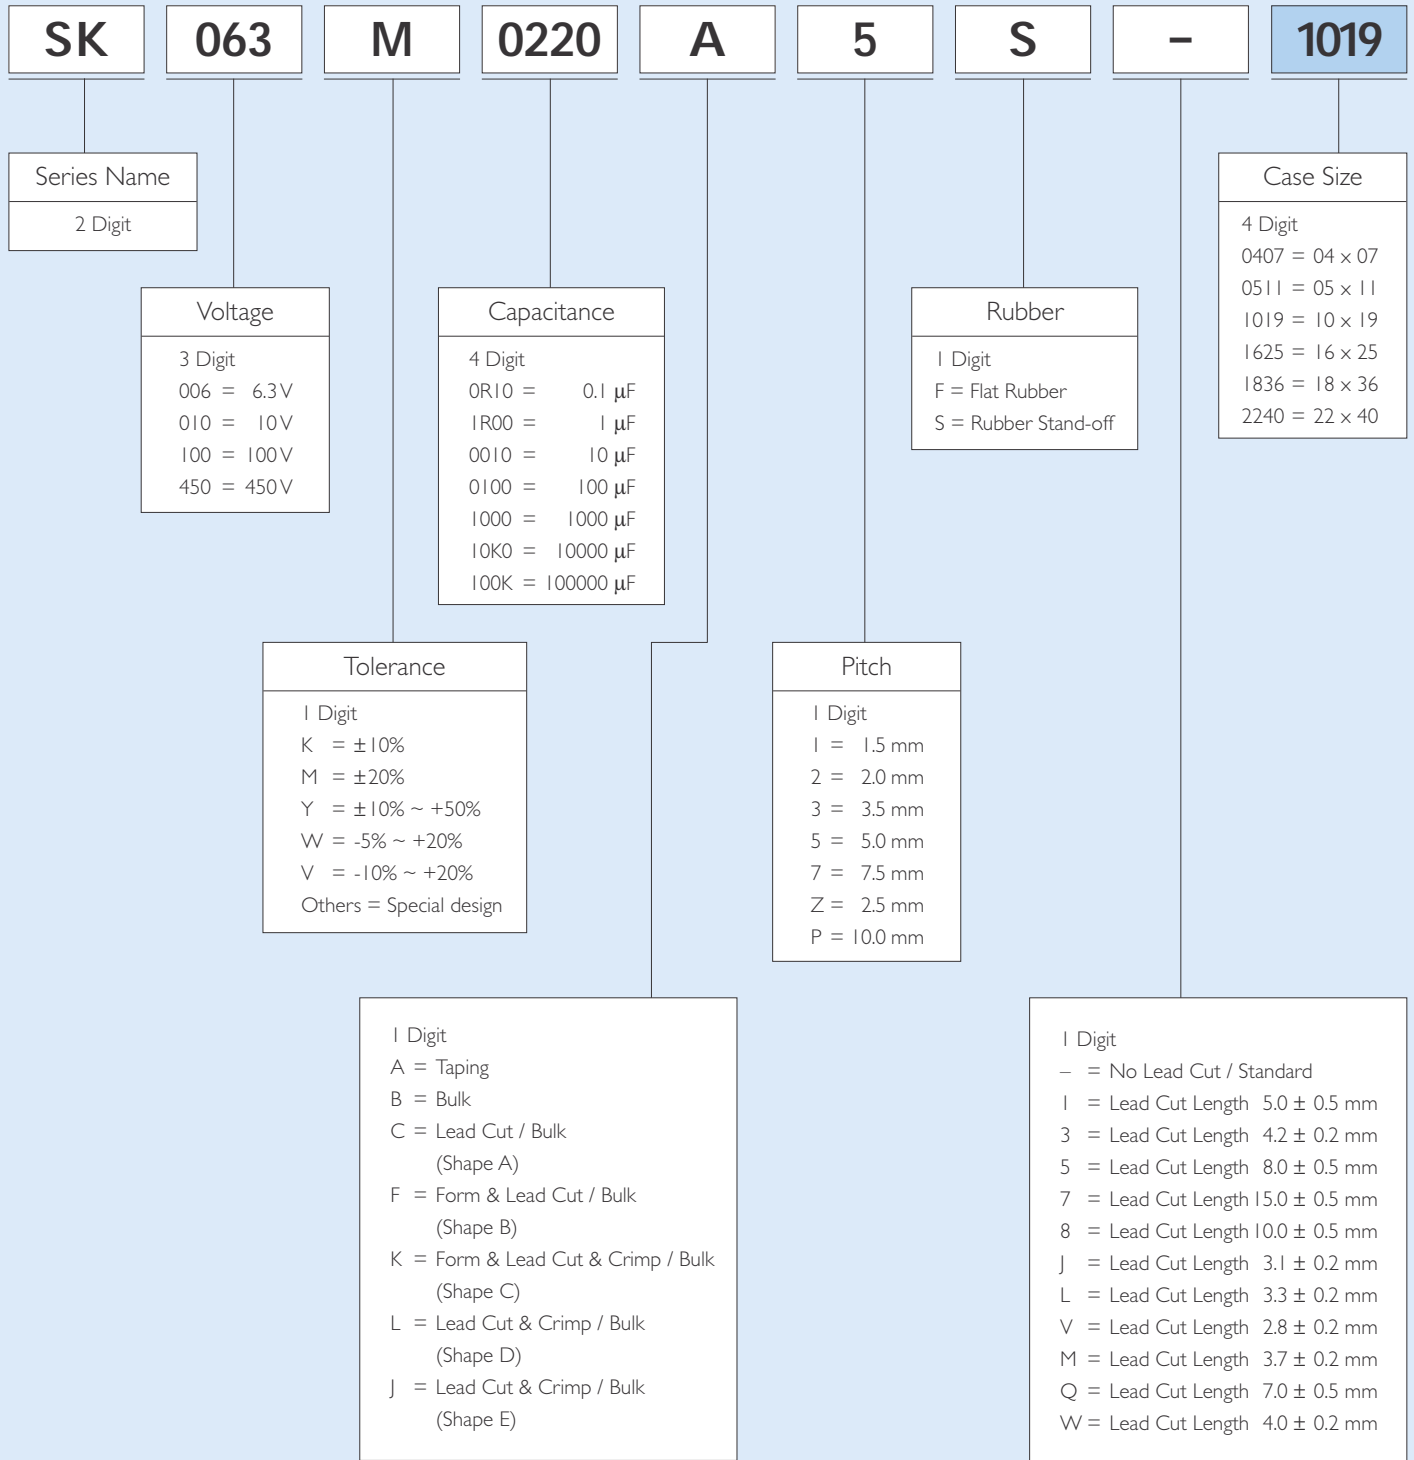 SK 063 M 0220 A 5 S – 1019
Series Name
2 Digit
Case Size
4 Digit
0407 = 04 x 07
0511 = 05 x 11
1019 = 10 x 19
1625 = 16 x 25
1836 = 18 x 36
2240 = 22 x 40
Voltage
3 Digit
006 = 6.3 V
010 = 10 V
100 = 100 V
450 = 450 V
Capacitance
4 Digit
0R10 = 0.1 µF
1R00 = 1 µF
0010 = 10 µF
0100 = 100 µF
1000 = 1000 µF
10K0 = 10000 µF
100K = 100000 µF
Rubber
1 Digit
F = Flat Rubber
S = Rubber Stand-off
Tolerance
1 Digit
K = ±10%
M = ±20%
Y = ±10% ~ +50%
W = -5% ~ +20%
V = -10% ~ +20%
Others = Special design
Pitch
1 Digit
1 = 1.5 mm
2 = 2.0 mm
3 = 3.5 mm
5 = 5.0 mm
7 = 7.5 mm
Z = 2.5 mm
P = 10.0 mm
1 Digit
A = Taping
B = Bulk
C = Lead Cut / Bulk
(Shape A)
F = Form & Lead Cut / Bulk
(Shape B)
K = Form & Lead Cut & Crimp / Bulk
(Shape C)
L = Lead Cut & Crimp / Bulk
(Shape D)
J = Lead Cut & Crimp / Bulk
(Shape E)
1 Digit
– = No Lead Cut / Standard
1 = Lead Cut Length 5.0 ± 0.5 mm
3 = Lead Cut Length 4.2 ± 0.2 mm
5 = Lead Cut Length 8.0 ± 0.5 mm
7 = Lead Cut Length 15.0 ± 0.5 mm
8 = Lead Cut Length 10.0 ± 0.5 mm
J = Lead Cut Length 3.1 ± 0.2 mm
L = Lead Cut Length 3.3 ± 0.2 mm
V = Lead Cut Length 2.8 ± 0.2 mm
M = Lead Cut Length 3.7 ± 0.2 mm
Q = Lead Cut Length 7.0 ± 0.5 mm
W = Lead Cut Length 4.0 ± 0.2 mm